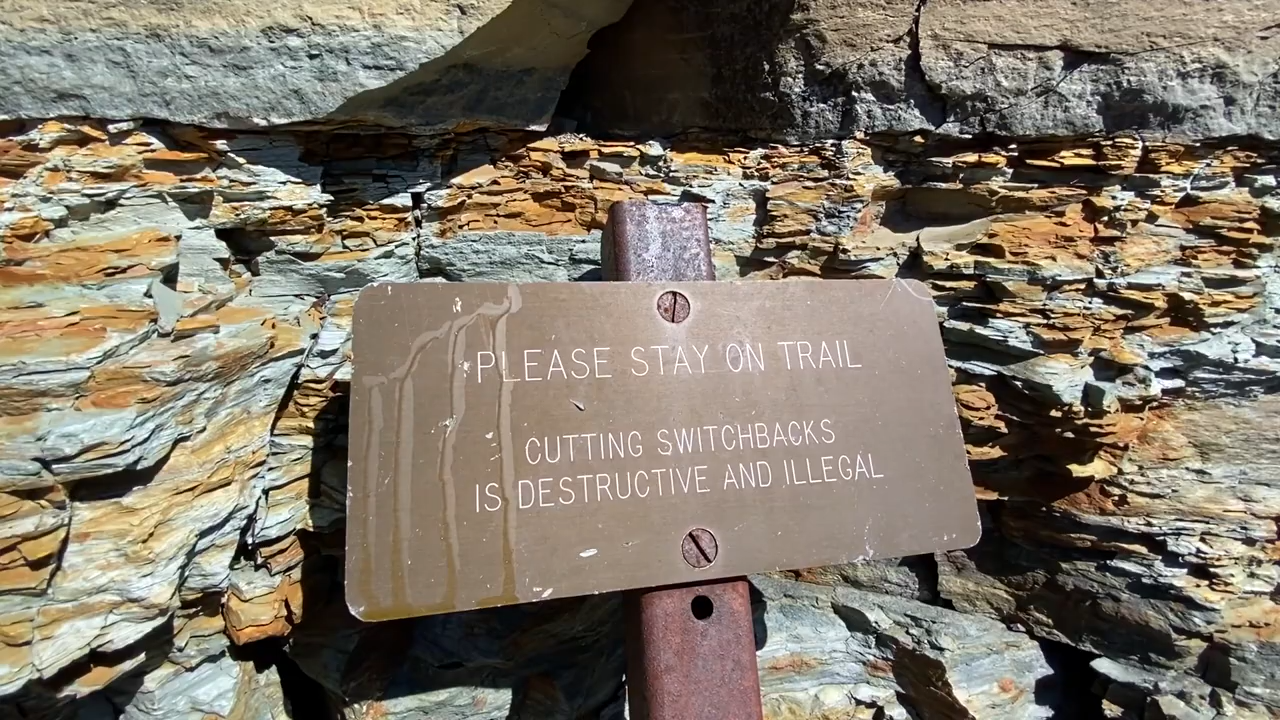 PLEASE STAY ON TRAIL
CUTTING SWITCHBACKS
IS DESTRUCTIVE AND ILLEGAL